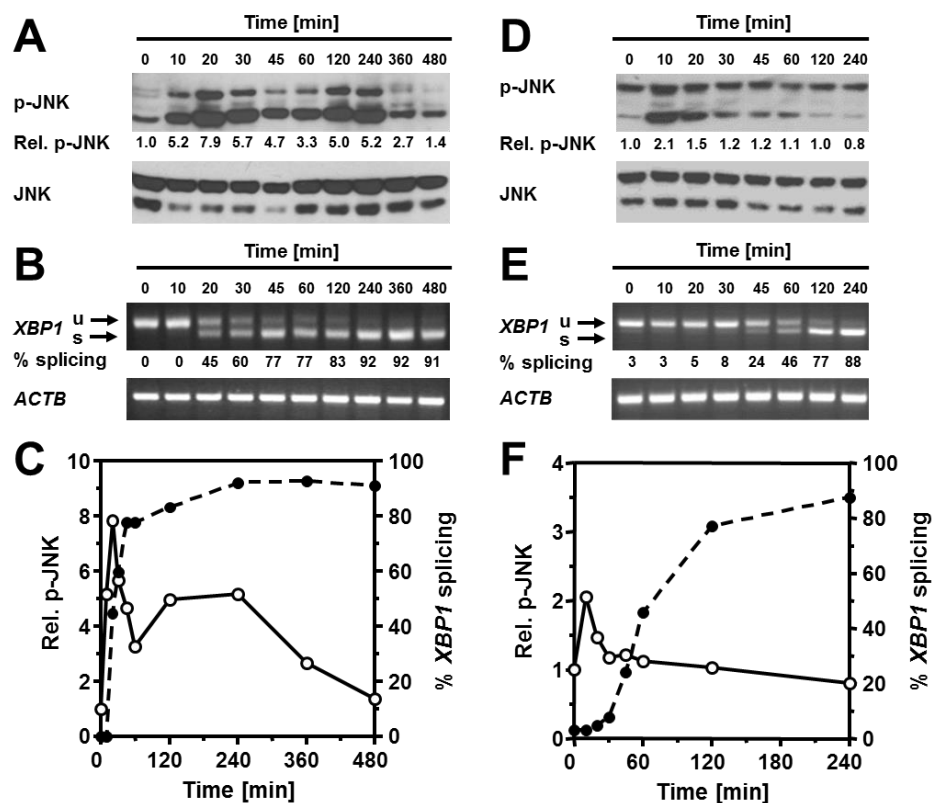 A
Time [min]
0 10 20 30 45 60 120 240 360 480
p-JNK
Rel. p-JNK 1.0 5.2 7.9 5.7 4.7 3.3 5.0 5.2 2.7 1.4
JNK
B
Time [min]
0 10 20 30 45 60 120 240 360 480
XBP1 u
s
% splicing 0 0 45 60 77 77 83 92 92 91
ACTB
C
10 100
8 80
6 60
4 40
2 20
0 0
Rel. p-JNK
% XBP1 splicing
0 120 240 360 480
Time [min]
D
Time [min]
0 10 20 30 45 60 120 240
p-JNK
Rel. p-JNK 1.0 2.1 1.5 1.2 1.2 1.1 1.0 0.8
JNK
E
Time [min]
0 10 20 30 45 60 120 240
XBP1 u
s
% splicing 3 3 5 8 24 46 77 88
ACTB
F
4 100
3 80
2 60
1 40
0 20
0
Rel. p-JNK
% XBP1 splicing
0 60 120 180 240
Time [min]